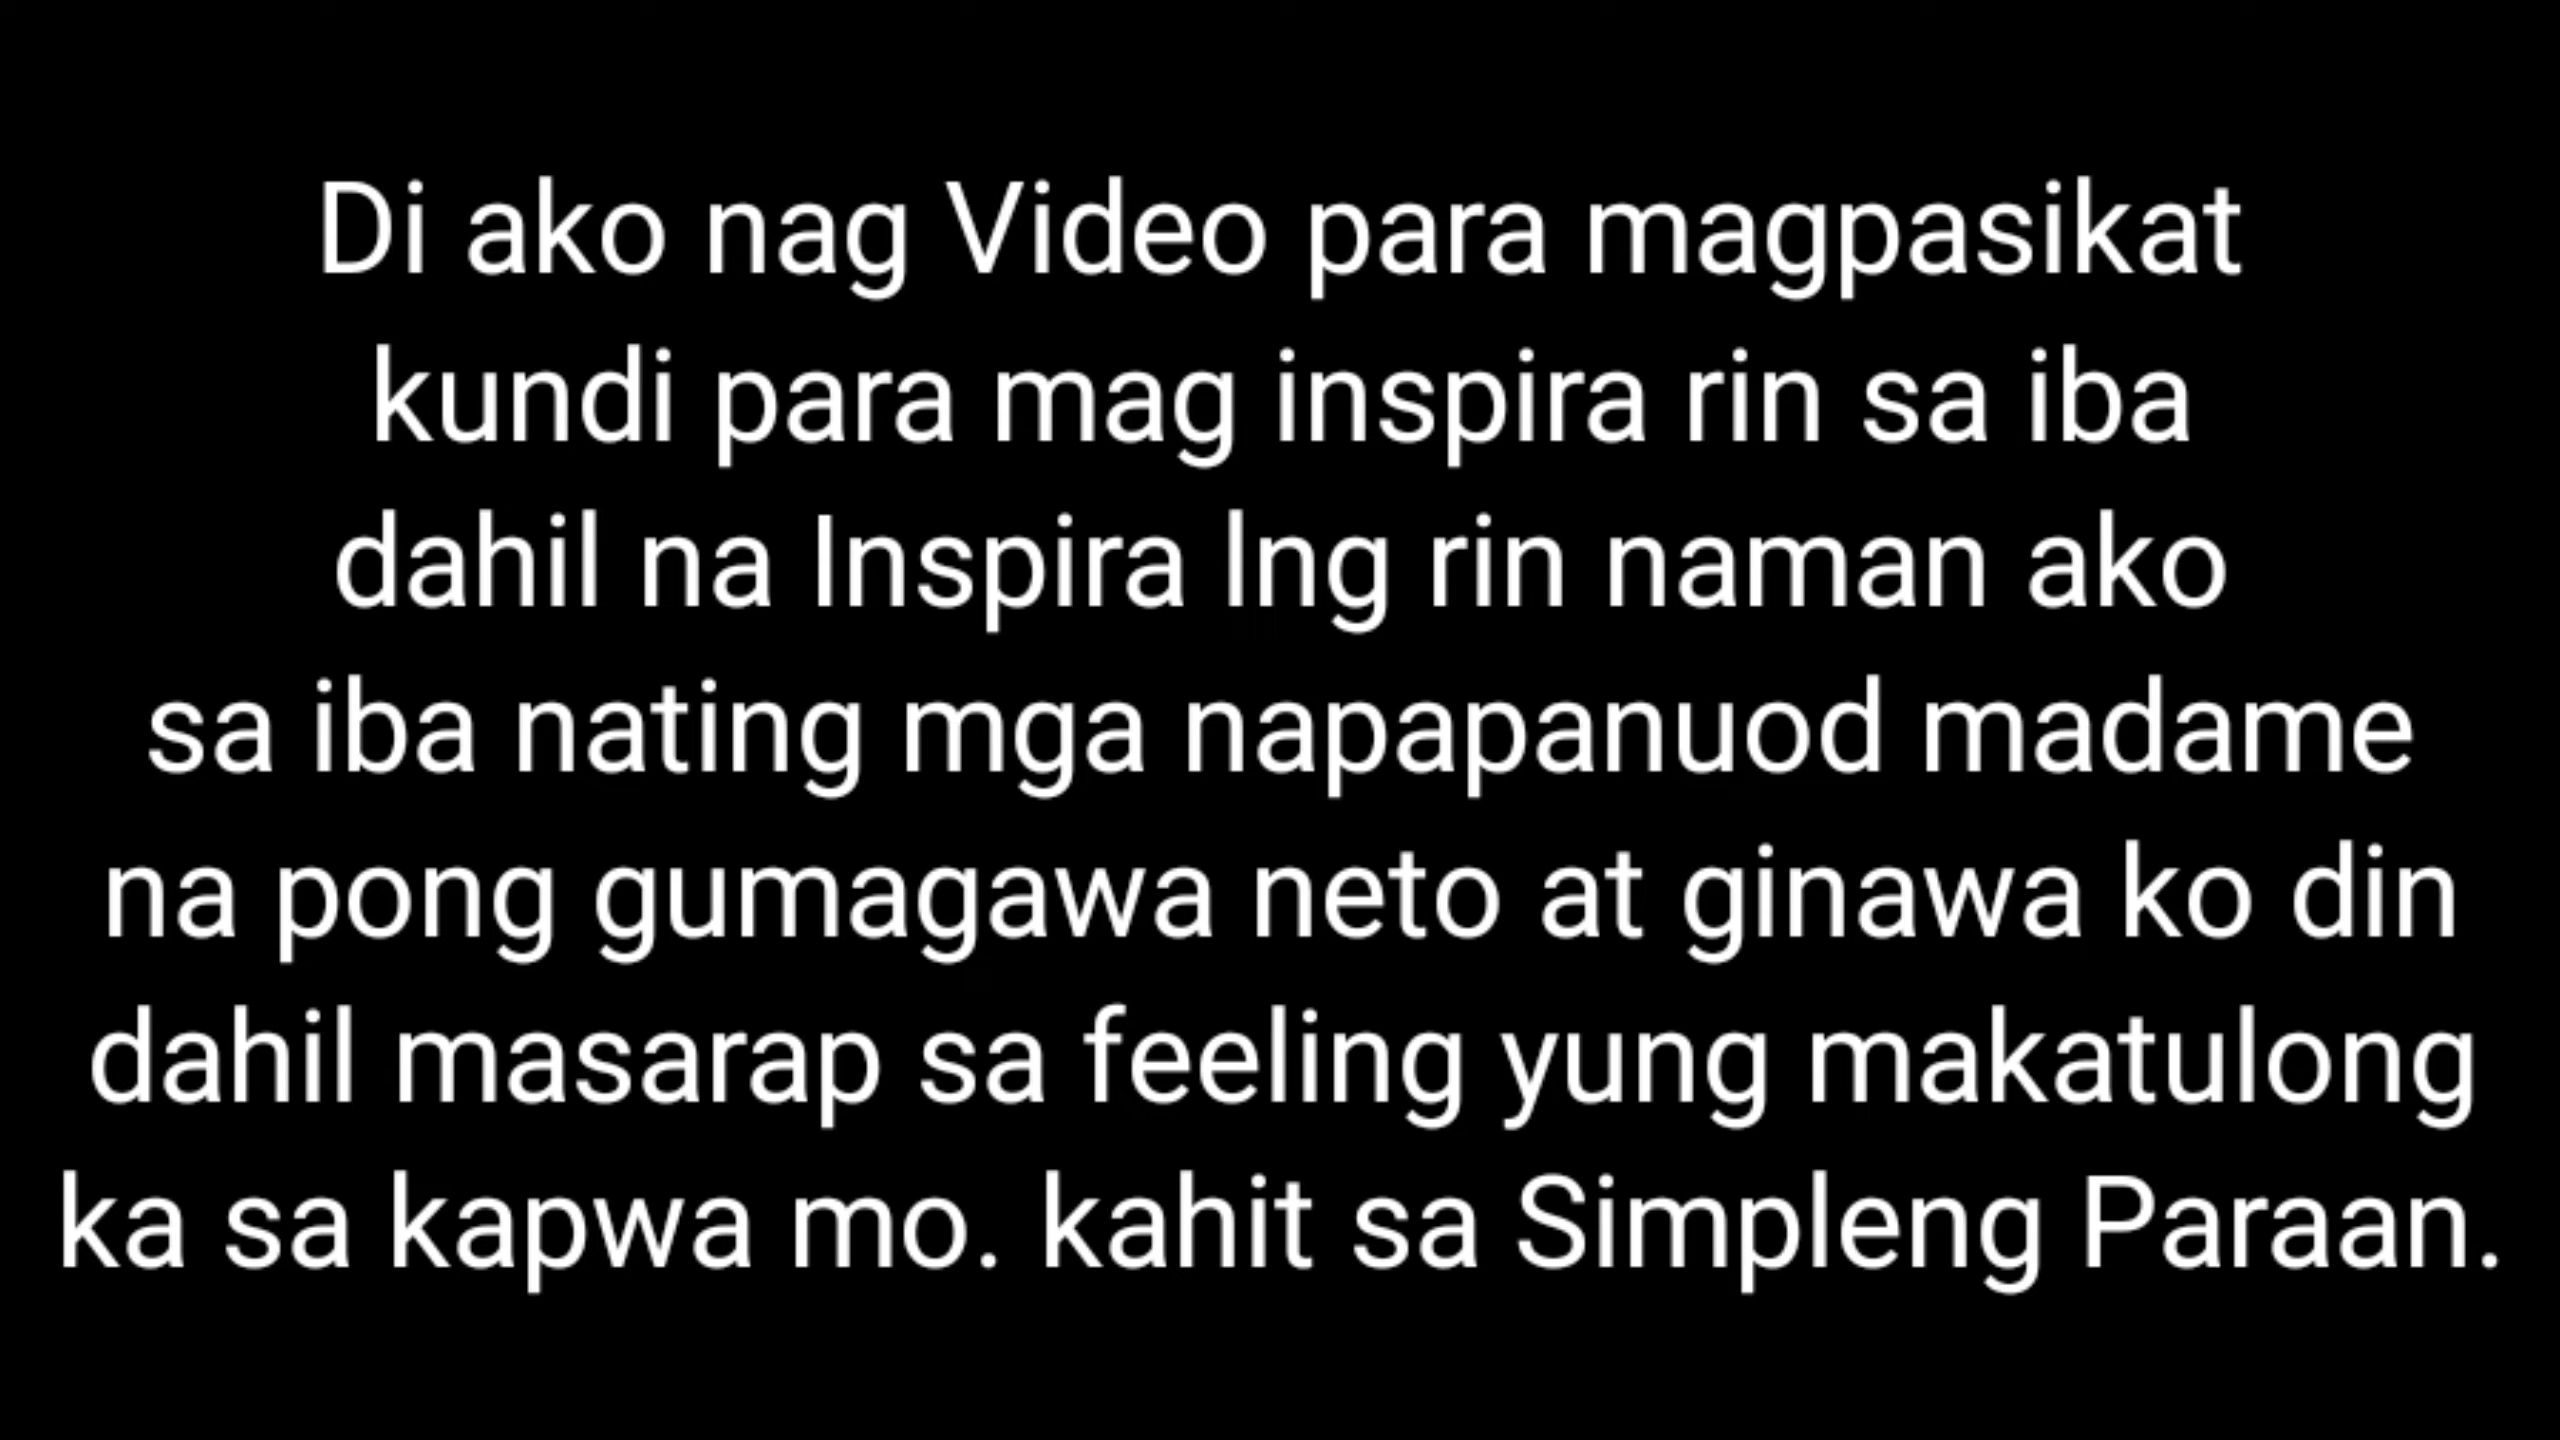 Di ako nag Video para magpasikat
kundi para mag inspira rin sa iba
dahil na Inspira lng rin naman ako
sa iba nating mga napapanuod madame
na pong gumagawa neto at ginawa ko din
dahil masarap sa feeling yung makatulong
ka sa kapwa mo. kahit sa Simpleng Paraan.